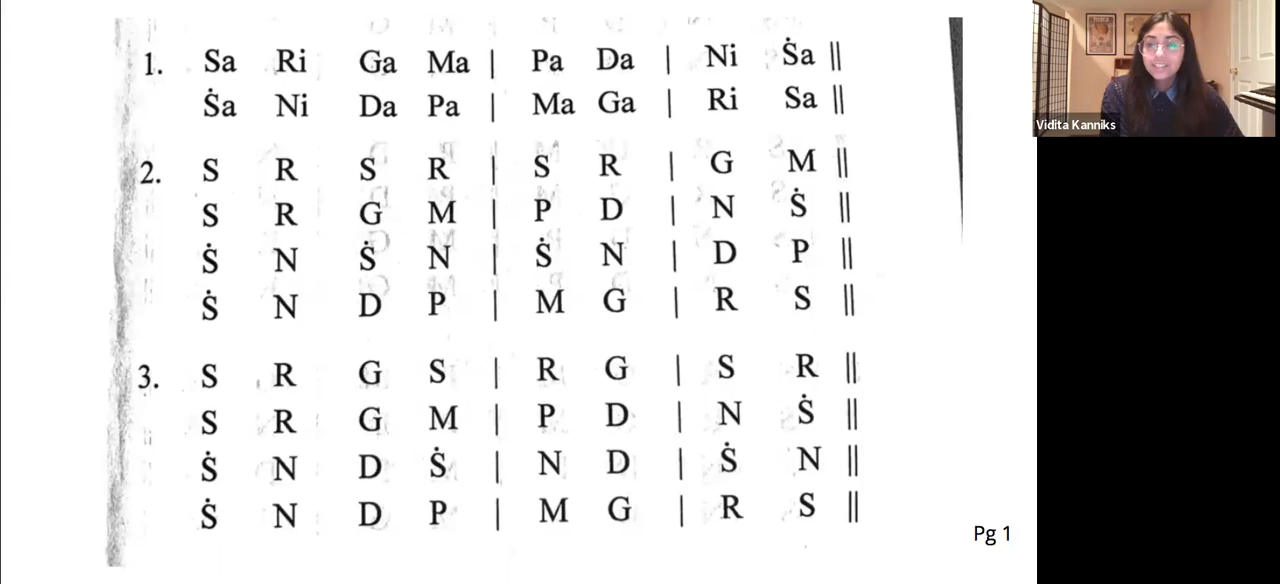 1. Sa Ri Ga Ma | Pa Da | Ni Ṡa ||
Ṡa Ni Da Pa | Ma Ga | Ri Sa ||
2. S R S R | S R | G M ||
S R G M | P D | N Ṡ ||
Ṡ N Ṡ N | Ṡ N | D P ||
Ṡ N D P | M G | R S ||
3. S R G S | R G | S R ||
S R G M | P D | N Ṡ ||
Ṡ N D Ṡ | N D | Ṡ N ||
Ṡ N D P | M G | R S ||
Pg 1
Vidita Kanniks